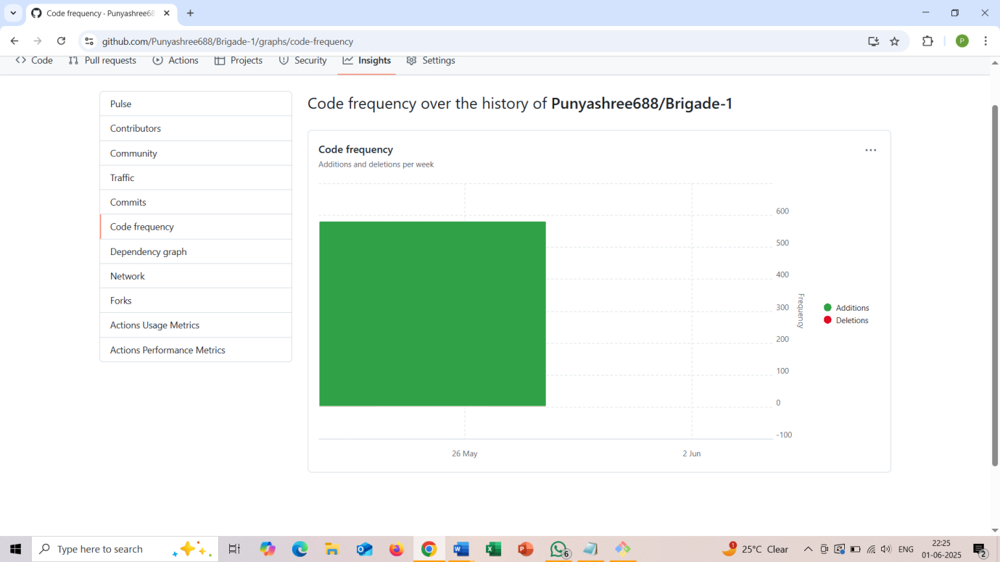 Code frequency · Punyashree68
github.com/Punyashree688/Brigade-1/graphs/code-frequency
P
Code
Pull requests
Actions
Projects
Security
Insights
Settings
Pulse
Contributors
Community
Traffic
Commits
Code frequency
Dependency graph
Network
Forks
Actions Usage Metrics
Actions Performance Metrics
Code frequency over the history of Punyashree688/Brigade-1
Code frequency
Additions and deletions per week
600
500
400
300
200
100
0
-100
Frequency
26 May
2 Jun
Additions
Deletions
Type here to search
6
1
25°C Clear
ENG
22:25
01-06-2025
2